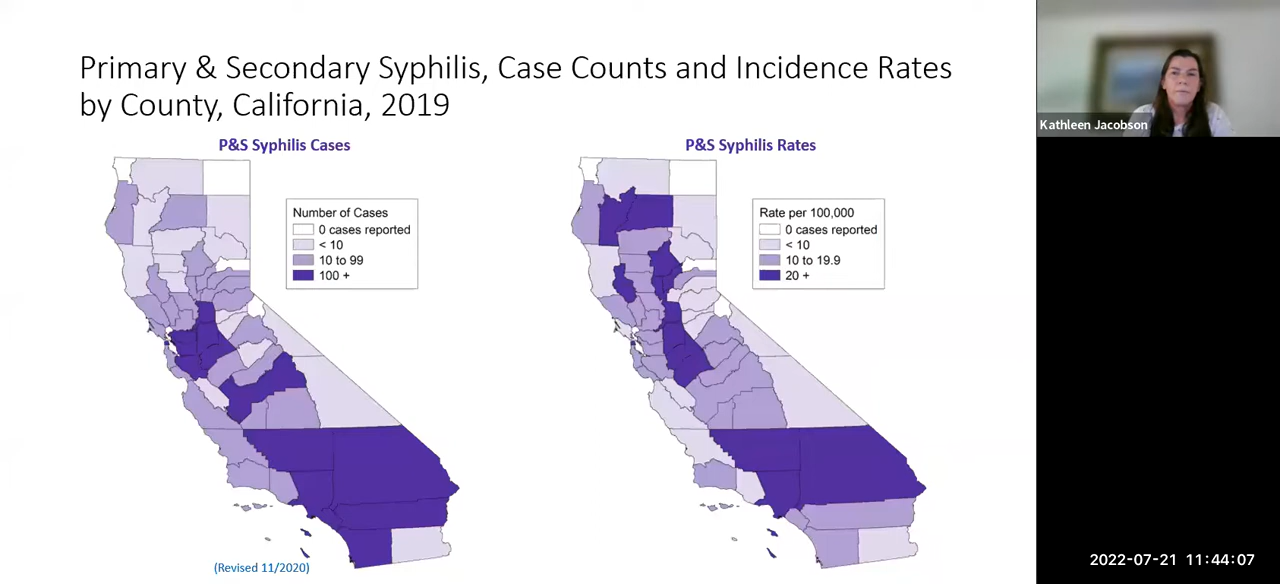 Primary & Secondary Syphilis, Case Counts and Incidence Rates
by County, California, 2019
P&S Syphilis Cases
Number of Cases
0 cases reported
< 10
10 to 99
100 +
(Revised 11/2020)
P&S Syphilis Rates
Rate per 100,000
0 cases reported
< 10
10 to 19.9
20 +
Kathleen Jacobson
2022-07-21 11:44:07